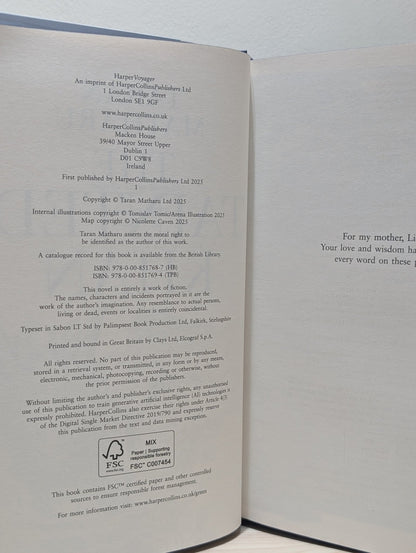 HarperVoyager
An imprint of HarperCollinsPublishers Ltd
1 London Bridge Street
London SE1 9GF
www.harpercollins.co.uk
HarperCollinsPublishers
Macken House
39/40 Mayor Street Upper
Dublin 1
D01 C9W8
Ireland
First published by HarperCollinsPublishers Ltd 2025
1
Copyright © Taran Matharu Ltd 2025
Internal illustrations copyright © Tomislav Tomic/Arena Illustration 2025
Map copyright © Nicolette Caven 2025
Taran Matharu asserts the moral right to
be identified as the author of this work.
A catalogue record for this book is available from the British Library.
ISBN: 978-0-00-851768-7 (HB)
ISBN: 978-0-00-851769-4 (TPB)
This novel is entirely a work of fiction.
The names, characters and incidents portrayed in it are the
work of the author's imagination. Any resemblance to actual persons,
living or dead, events or localities is entirely coincidental.
Typeset in Sabon LT Std by Palimpsest Book Production Ltd, Falkirk, Stirlingshire
Printed and bound in Great Britain by Clays Ltd, Elcograf S.p.A.
All rights reserved. No part of this publication may be reproduced,
stored in a retrieval system, or transmitted, in any form or by any means,
electronic, mechanical, photocopying, recording or otherwise, without
the prior permission of the publishers.
Without limiting the author's and publisher's exclusive rights, any unauthorised
use of this publication to train generative artificial intelligence (AI) technologies is
expressly prohibited. HarperCollins also exercise their rights under Article 4(3)
of the Digital Single Market Directive 2019/790 and expressly reserve
this publication from the text and data mining exception.
FSC
www.fsc.org
MIX
Paper | Supporting
responsible forestry
FSC™ C007454
This book contains FSC™ certified paper and other controlled
sources to ensure responsible forest management.
For more information visit: www.harpercollins.co.uk/green
For my mother, Li
Your love and wisdom ha
every word on these p